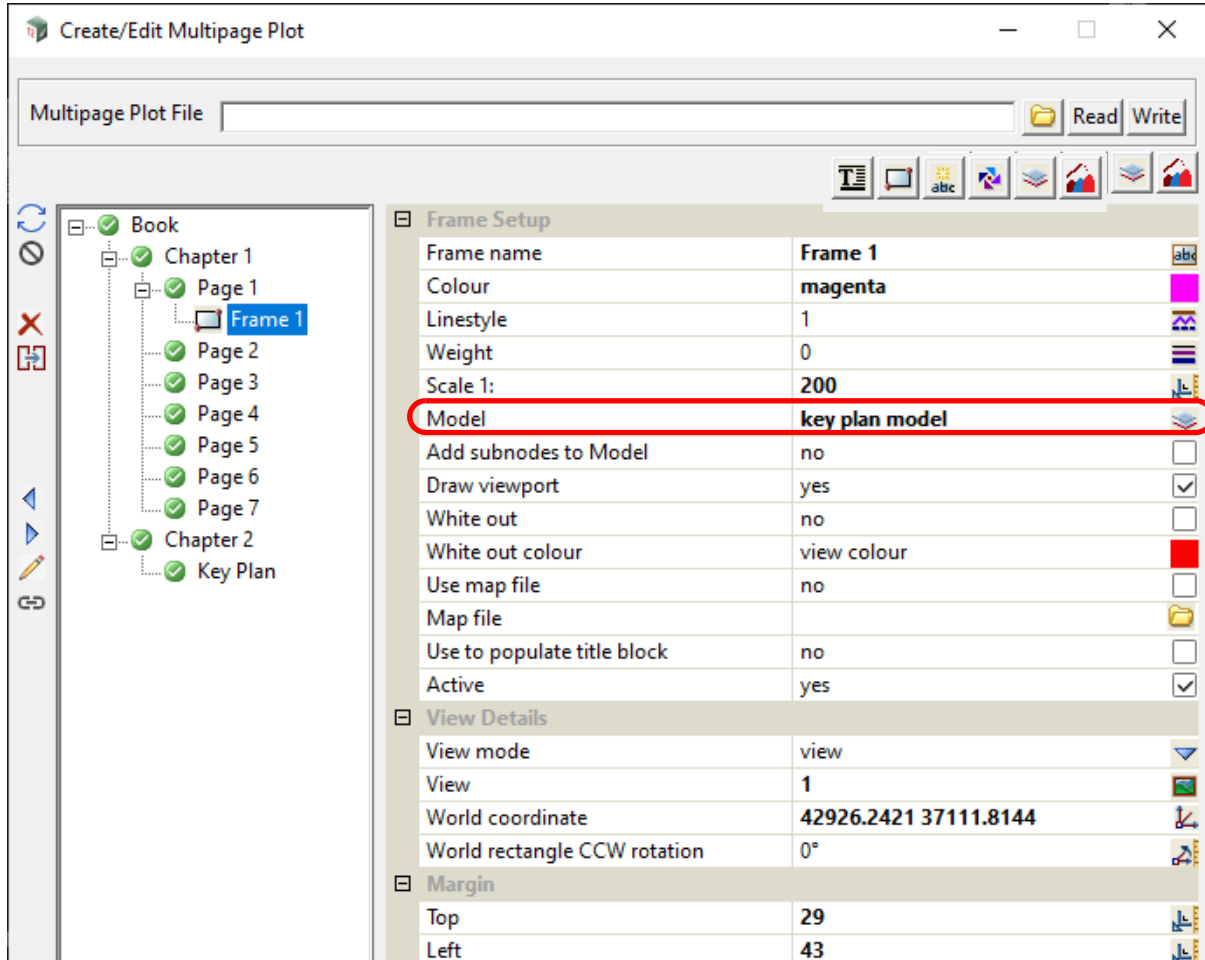 Create/Edit Multipage Plot
Multipage Plot File Read Write
abc
Book
Chapter 1
Page 1
Frame 1
Page 2
Page 3
Page 4
Page 5
Page 6
Page 7
Chapter 2
Key Plan
Frame Setup
Frame name Frame 1
Colour magenta
Linestyle 1
Weight 0
Scale 1: 200
Model key plan model
Add subnodes to Model no
Draw viewport yes
White out no
White out colour view colour
Use map file no
Map file
Use to populate title block no
Active yes
View Details
View mode view
View 1
World coordinate 42926.2421 37111.8144
World rectangle CCW rotation 0°
Margin
Top 29
Left 43